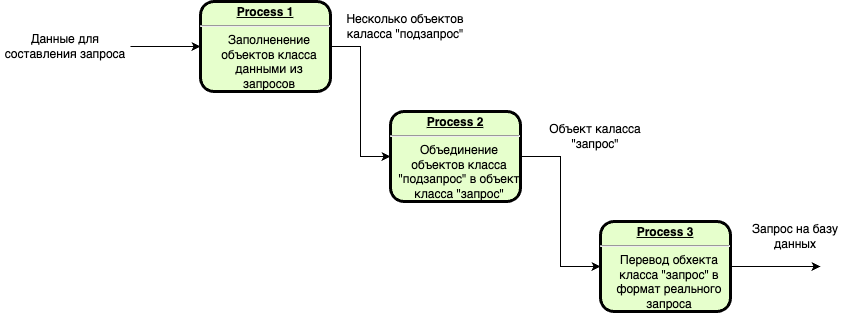 Данные для
составления запроса
Process 1
Заполненение
объектов класса
данными из
запросов
Несколько объектов
каласса "подзапрос"
Process 2
Объединение
объектов класса
"подзапрос" в объект
класса "запрос"
Объект каласса
"запрос"
Process 3
Перевод обхекта
класса "запрос" в
формат реального
запроса
Запрос на базу
данных